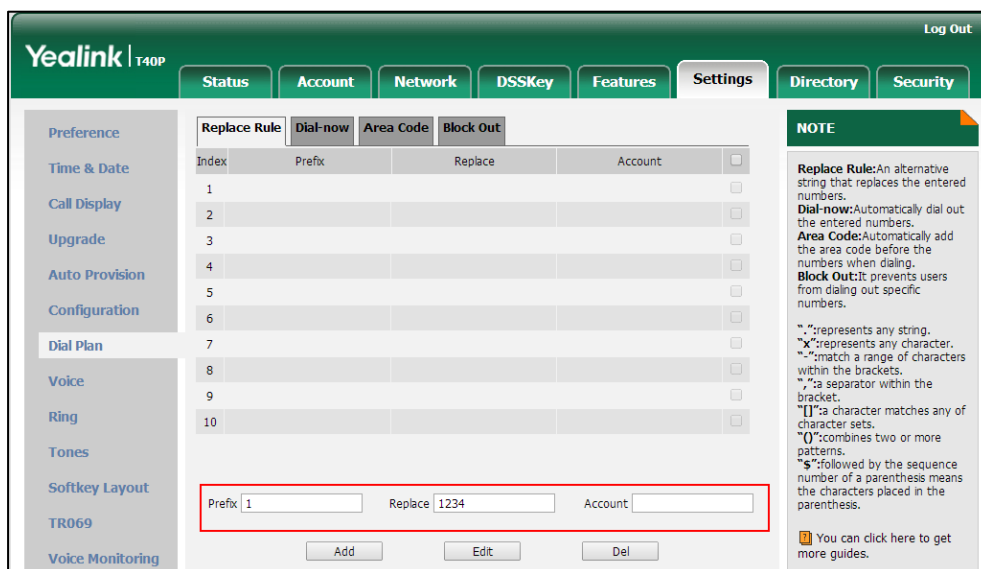 Log Out
Yealink T40P
Status Account Network DSSKey Features Settings Directory Security
Preference
Time & Date
Call Display
Upgrade
Auto Provision
Configuration
Dial Plan
Voice
Ring
Tones
Softkey Layout
TR069
Voice Monitoring
Replace Rule Dial-now Area Code Block Out
Index Prefix Replace Account
1
2
3
4
5
6
7
8
9
10
Prefix 1 Replace 1234 Account
Add Edit Del
NOTE
Replace Rule:An alternative
string that replaces the entered
numbers.
Dial-now:Automatically dial out
the entered numbers.
Area Code:Automatically add
the area code before the
numbers when dialing.
Block Out:It prevents users
from dialing out specific
numbers.
".":represents any string.
"x":represents any character.
"-":match a range of characters
within the brackets.
",":a separator within the
bracket.
"[]":a character matches any of
character sets.
"()":combines two or more
patterns.
"$":followed by the sequence
number of a parenthesis means
the characters placed in the
parenthesis.
You can click here to get
more guides.